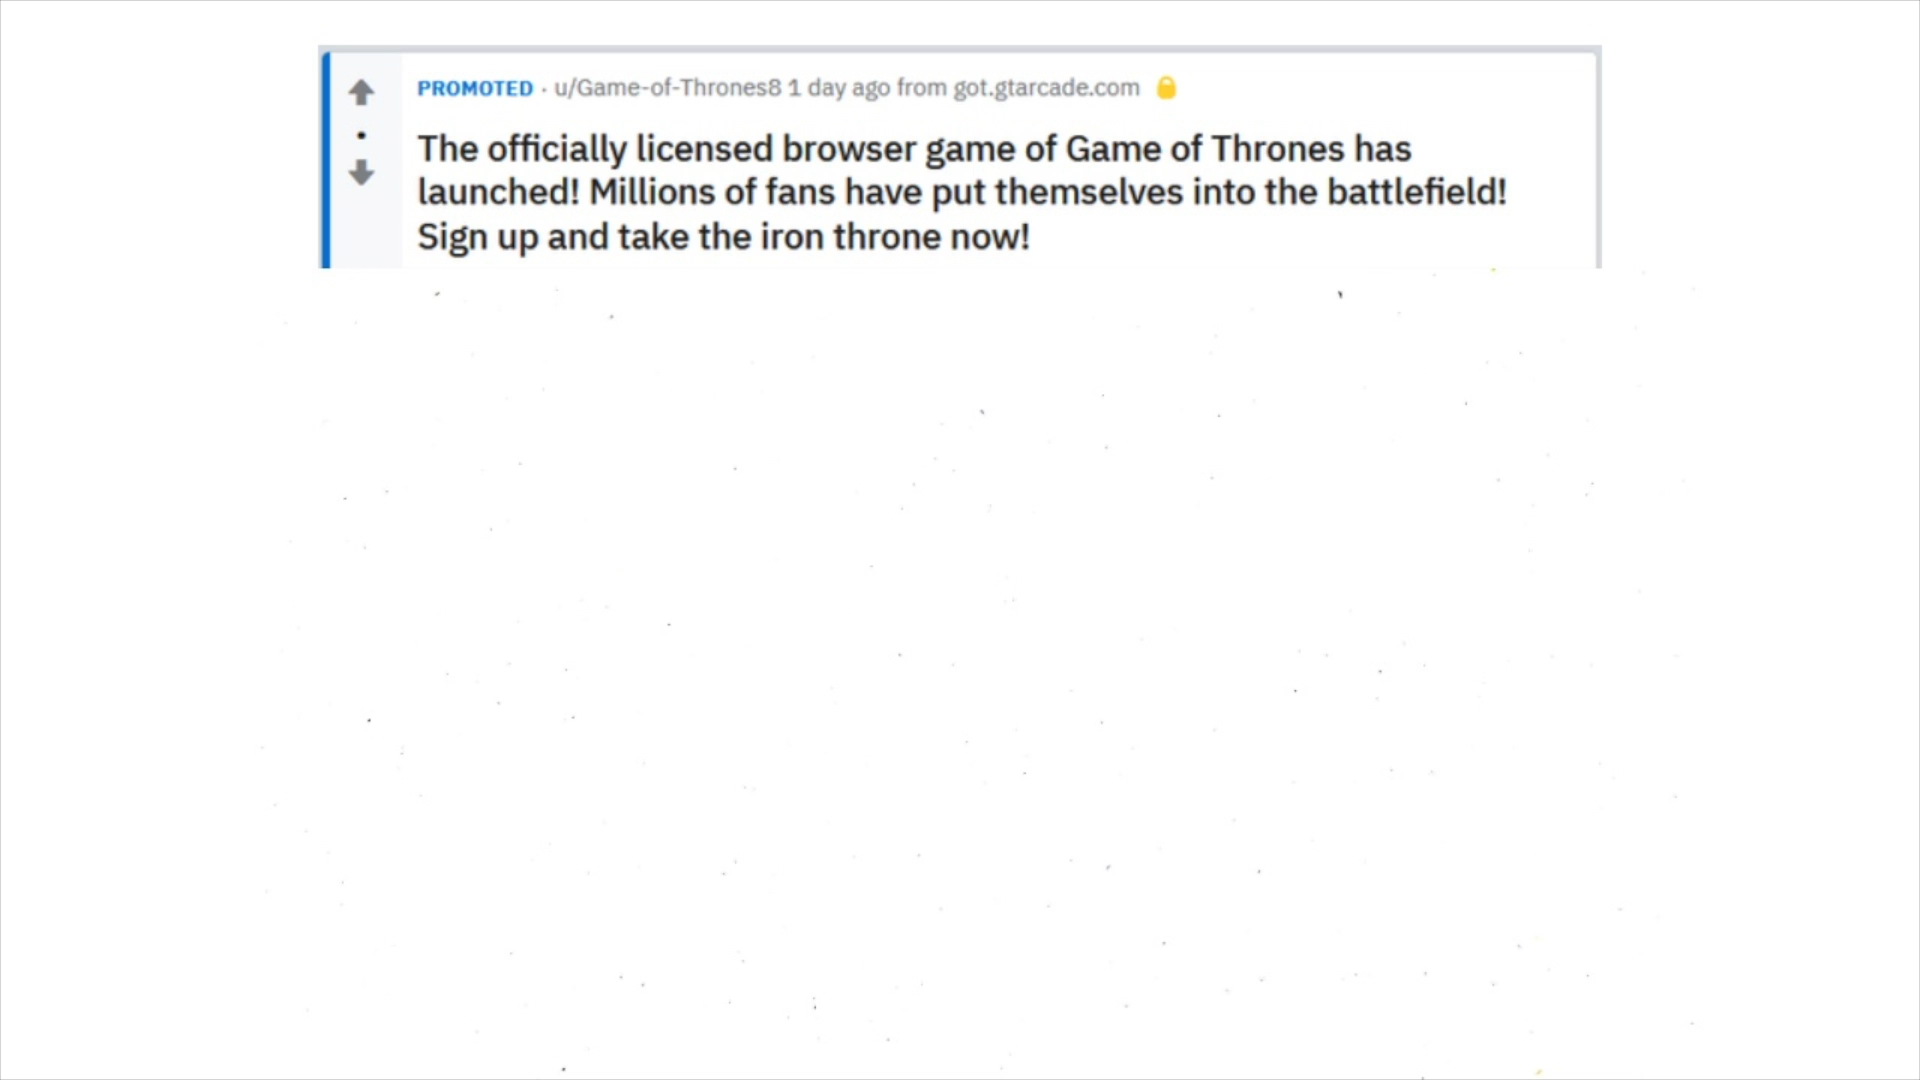 PROMOTED · u/Game-of-Thrones8 1 day ago from got.gtarcade.com
The officially licensed browser game of Game of Thrones has
launched! Millions of fans have put themselves into the battlefield!
Sign up and take the iron throne now!